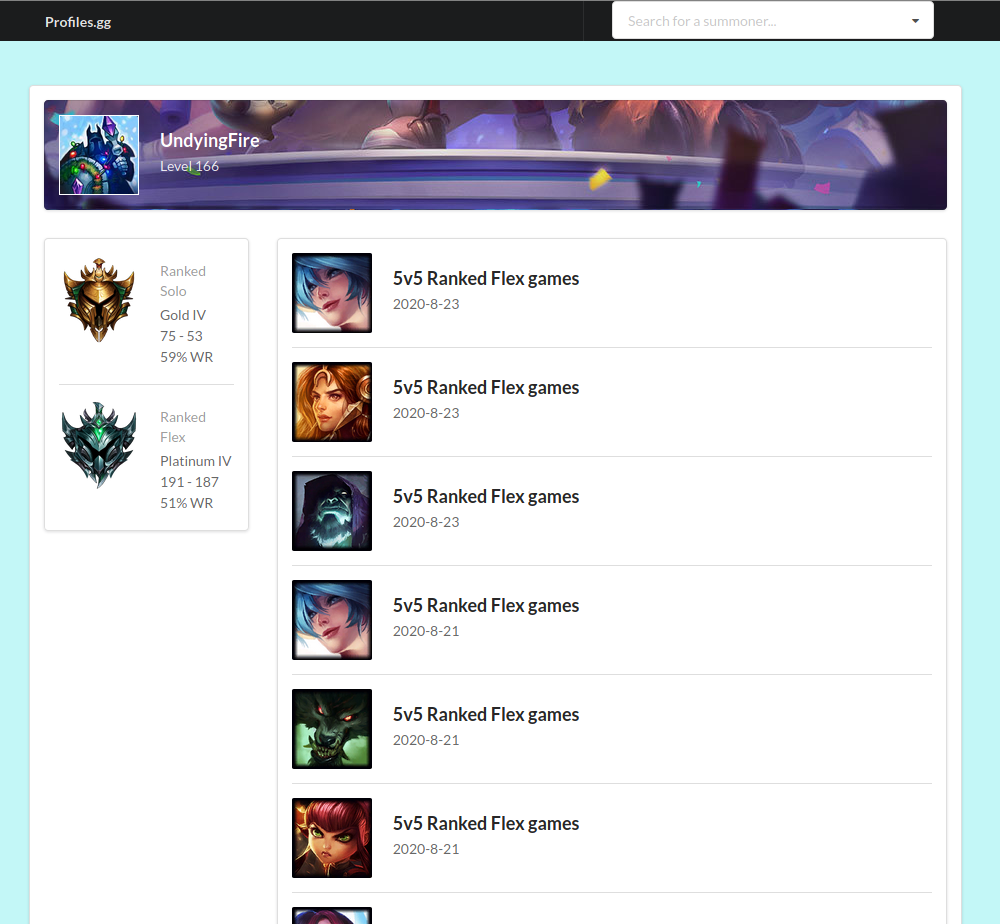 Profiles.gg
Search for a summoner...
UndyingFire
Level 166
Ranked
Solo
Gold IV
75 - 53
59% WR
Ranked
Flex
Platinum IV
191 - 187
51% WR
5v5 Ranked Flex games
2020-8-23
5v5 Ranked Flex games
2020-8-23
5v5 Ranked Flex games
2020-8-23
5v5 Ranked Flex games
2020-8-21
5v5 Ranked Flex games
2020-8-21
5v5 Ranked Flex games
2020-8-21